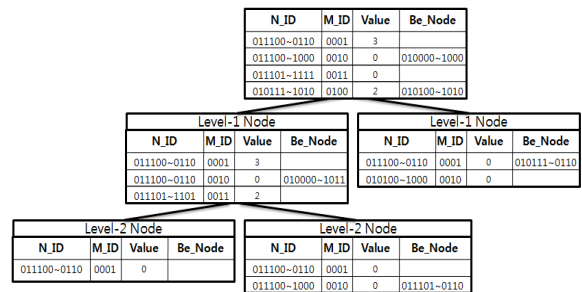 N_ID M_ID Value Be_Node
011100~0110 0001 3
011100~1000 0010 0 010000~1000
011101~1111 0011 0
010111~1010 0100 2 010100~1010
Level-1 Node
N_ID M_ID Value Be_Node
011100~0110 0001 3
011100~0110 0010 0 010000~1011
011101~1101 0011 2
Level-1 Node
N_ID M_ID Value Be_Node
011100~0110 0001 0 010111~0110
010100~1000 0010 0
Level-2 Node
N_ID M_ID Value Be_Node
011100~0110 0001 0
Level-2 Node
N_ID M_ID Value Be_Node
011100~0110 0001 0
011100~1000 0010 0 011101~0110